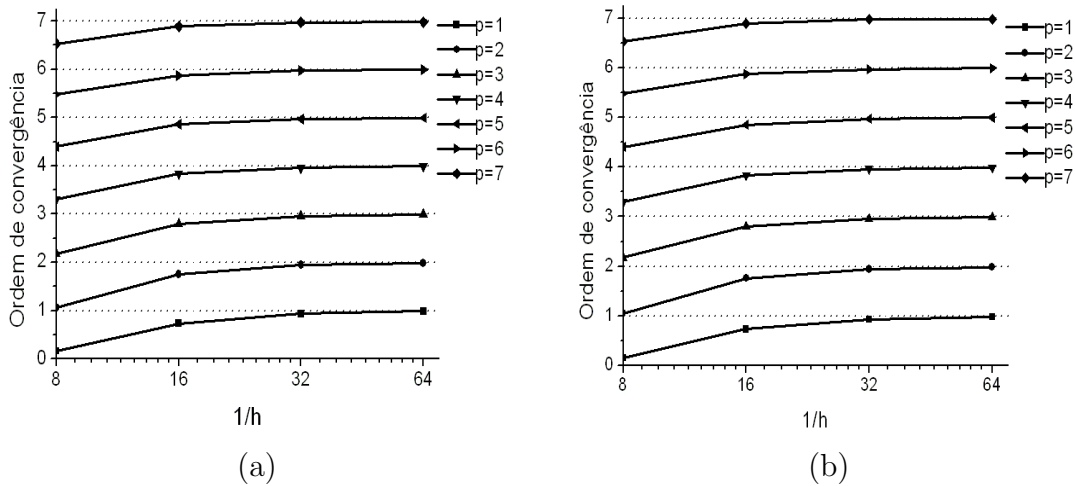 Ordem de convergência
7
6
5
4
3
2
1
0
8
16
32
64
1/h
p=1
p=2
p=3
p=4
p=5
p=6
p=7
(a)
Ordem de convergência
7
6
5
4
3
2
1
0
8
16
32
64
1/h
p=1
p=2
p=3
p=4
p=5
p=6
p=7
(b)